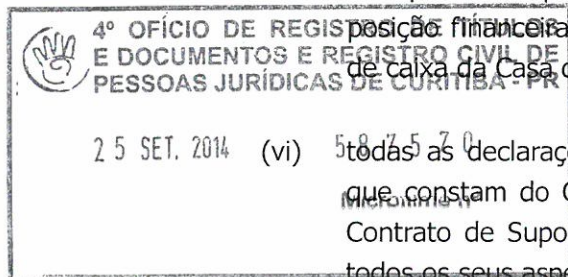 4º OFÍCIO DE REGISTRO DE TÍTULOS
E DOCUMENTOS E REGISTRO CIVIL DE
PESSOAS JURÍDICAS DE CURITIBA - PR
posição financeira
de caixa da Casa
25 SET. 2014
587570
(vi) todas as declaraç
que constam do
Microfilme nº
Contrato de Supo
todos os seus aspe